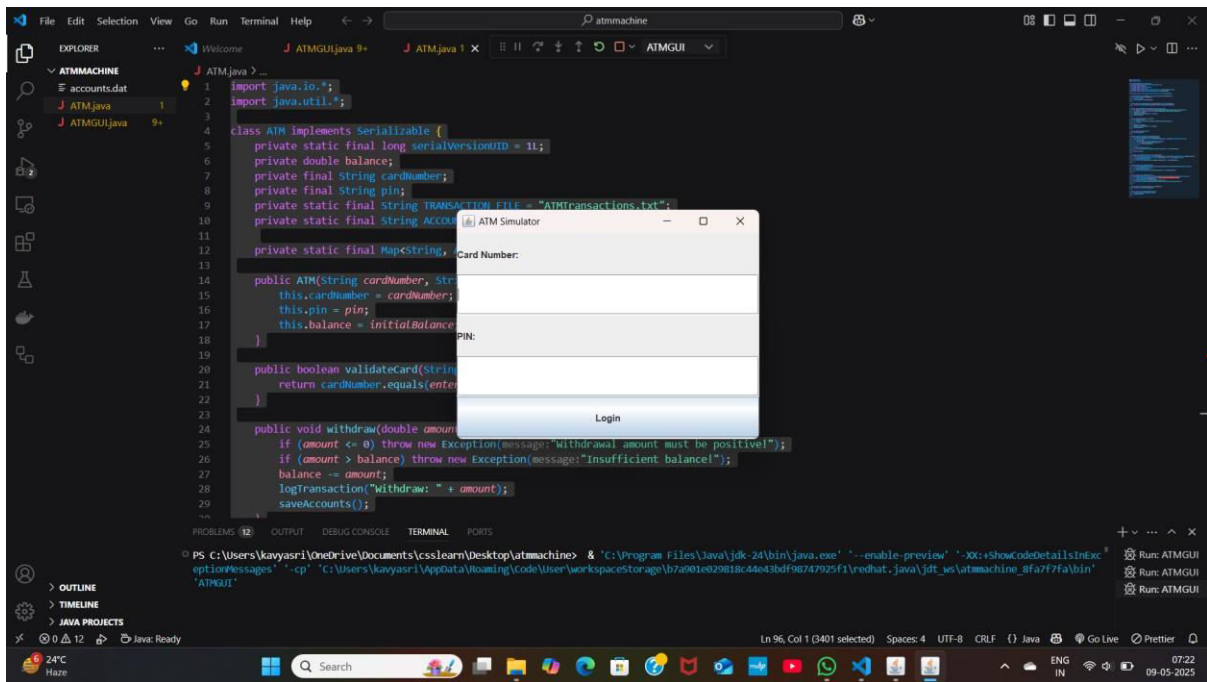 File Edit Selection View Go Run Terminal Help
atmmachine
EXPLORER
Welcome
ATMGUI.java 9+
ATM.java 1
ATMGUI
ATMMACHINE
accounts.dat
ATM.java 1
ATMGUI.java 9+
ATM.java > ...
1 import java.io.*;
2 import java.util.*;
3
4 class ATM implements Serializable {
5 private static final long serialVersionUID = 1L;
6 private double balance;
7 private final String cardNumber;
8 private final String pin;
9 private static final String TRANSACTION_FILE = "ATMTransactions.txt";
10 private static final String ACCOU
11
12 private static final Map<String,
13
14 public ATM(String cardNumber, Str
15 this.cardNumber = cardNumber;
16 this.pin = pin;
17 this.balance = initialBalance
18 }
19
20 public boolean validateCard(String
21 return cardNumber.equals(ente
22 }
23
24 public void withdraw(double amoun
25 if (amount <= 0) throw new Exception(message:"Withdrawal amount must be positive!");
26 if (amount > balance) throw new Exception(message:"Insufficient balance!");
27 balance -= amount;
28 logTransaction("Withdraw: " + amount);
29 saveAccounts();
ATM Simulator
Card Number:
PIN:
Login
PROBLEMS 12 OUTPUT DEBUG CONSOLE TERMINAL PORTS
PS C:\Users\kavyasri\OneDrive\Documents\csslearn\Desktop\atmmachine> & 'C:\Program Files\Java\jdk-24\bin\java.exe' '--enable-preview' '-XX:+ShowCodeDetailsInExc
eptionMessages' '-cp' 'C:\Users\kavyasri\AppData\Roaming\Code\User\workspaceStorage\b7a901e029818c44e43bdf98747925f1\redhat.java\jdt_ws\atmmachine_8fa7f7fa\bin'
'ATMGUI'
Run: ATMGUI
Run: ATMGUI
Run: ATMGUI
OUTLINE
TIMELINE
JAVA PROJECTS
0 12 Java: Ready
Ln 96, Col 1 (3401 selected) Spaces: 4 UTF-8 CRLF {} Java Go Live Prettier
24°C
Haze
Search
ENG
IN
07:22
09-05-2025